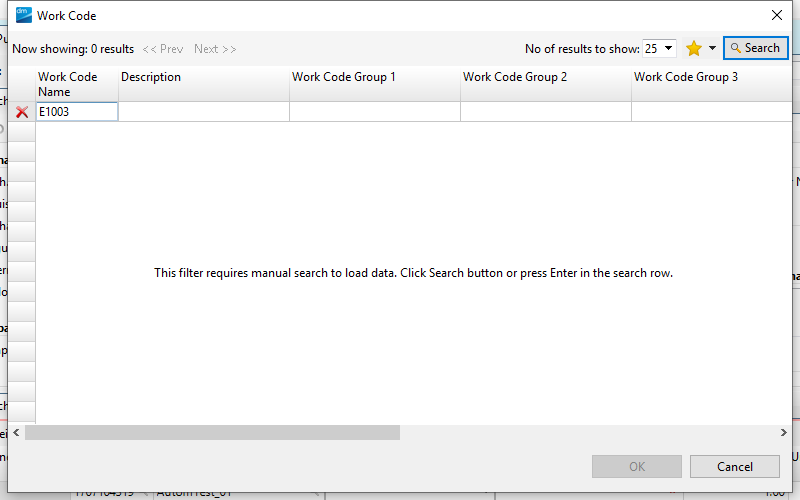 dm Work Code
Now showing: 0 results << Prev Next >> No of results to show: 25 Search
Work Code Name Description Work Code Group 1 Work Code Group 2 Work Code Group 3
E1003
This filter requires manual search to load data. Click Search button or press Enter in the search row.
OK Cancel